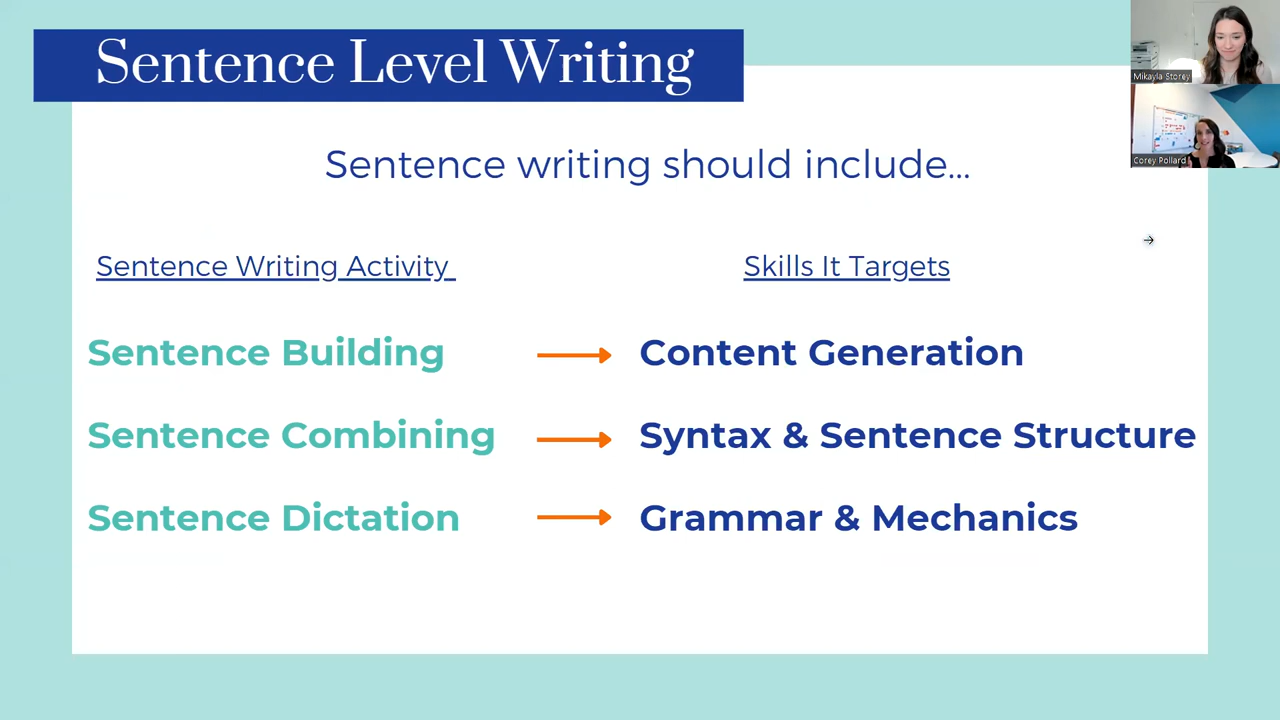 Sentence Level Writing
Mikayla Storey
Corey Pollard
Sentence writing should include...
Sentence Writing Activity
Skills It Targets
Sentence Building
Content Generation
Sentence Combining
Syntax & Sentence Structure
Sentence Dictation
Grammar & Mechanics